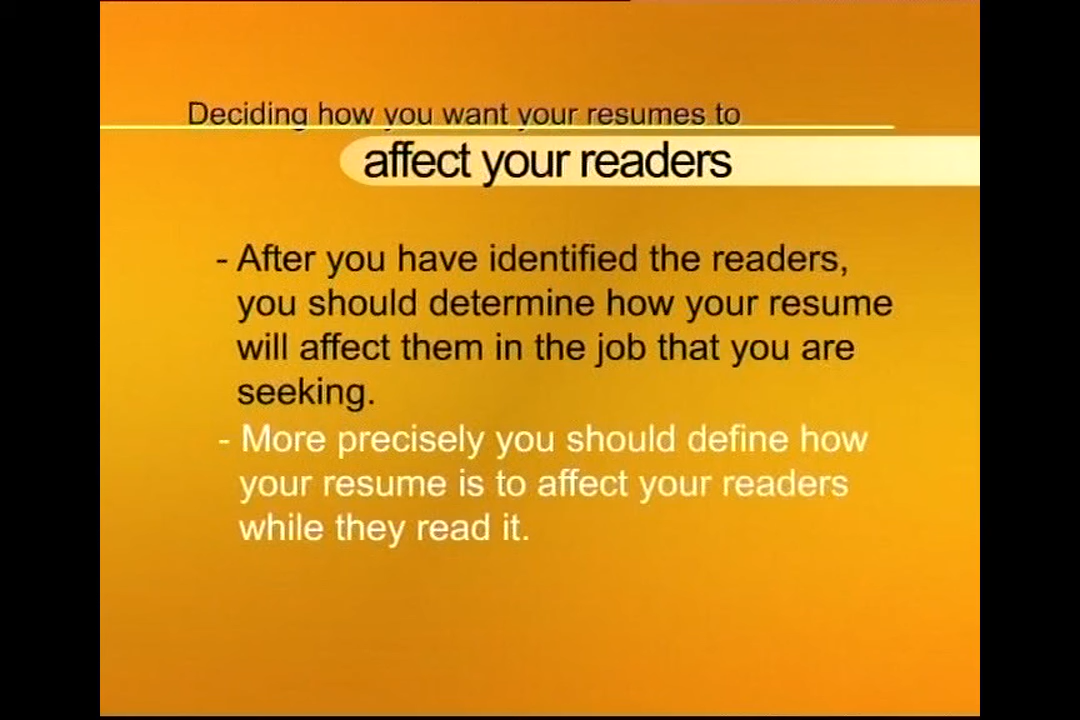 Deciding how you want your resumes to
affect your readers
- After you have identified the readers,
you should determine how your resume
will affect them in the job that you are
seeking.
- More precisely you should define how
your resume is to affect your readers
while they read it.